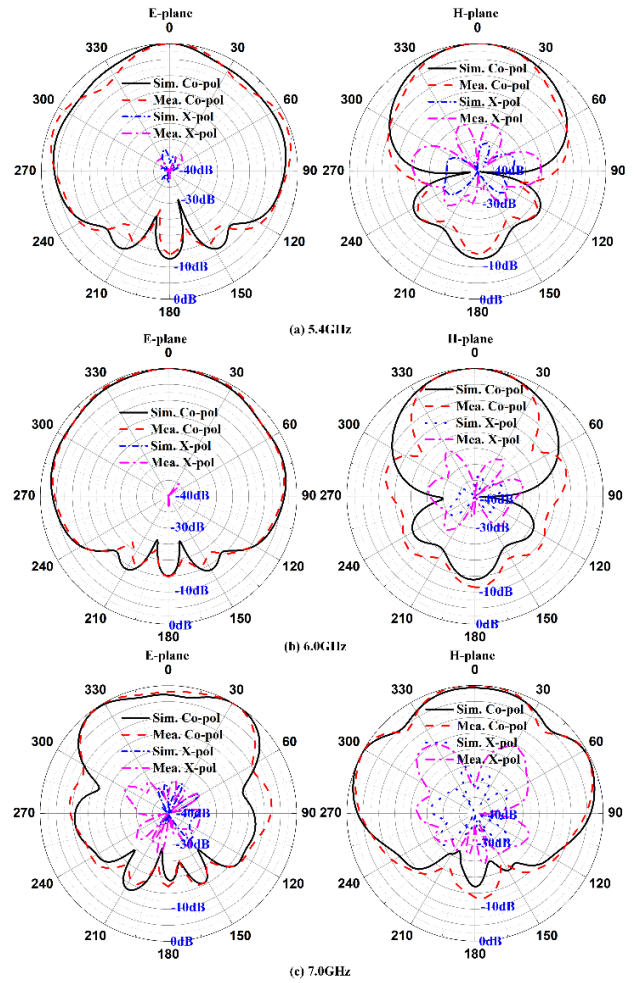 E-plane
0
330
30
300
60
270
90
240
120
210
150
180
Sim. Co-pol
Mea. Co-pol
Sim. X-pol
Mea. X-pol
-40dB
-30dB
-10dB
0dB
H-plane
0
330
30
300
60
270
90
240
120
210
150
180
Sim. Co-pol
Mea. Co-pol
Sim. X-pol
Mea. X-pol
-40dB
-30dB
-10dB
0dB
(a) 5.4GHz
E-plane
0
330
30
300
60
270
90
240
120
210
150
180
Sim. Co-pol
Mea. Co-pol
Sim. X-pol
Mea. X-pol
-40dB
-30dB
-10dB
0dB
H-plane
0
330
30
300
60
270
90
240
120
210
150
180
Sim. Co-pol
Mea. Co-pol
Sim. X-pol
Mea. X-pol
-40dB
-30dB
-10dB
0dB
(b) 6.0GHz
E-plane
0
330
30
300
60
270
90
240
120
210
150
180
Sim. Co-pol
Mea. Co-pol
Sim. X-pol
Mea. X-pol
-40dB
-30dB
-10dB
0dB
H-plane
0
330
30
300
60
270
90
240
120
210
150
180
Sim. Co-pol
Mea. Co-pol
Sim. X-pol
Mea. X-pol
-40dB
-30dB
-10dB
0dB
(c) 7.0GHz